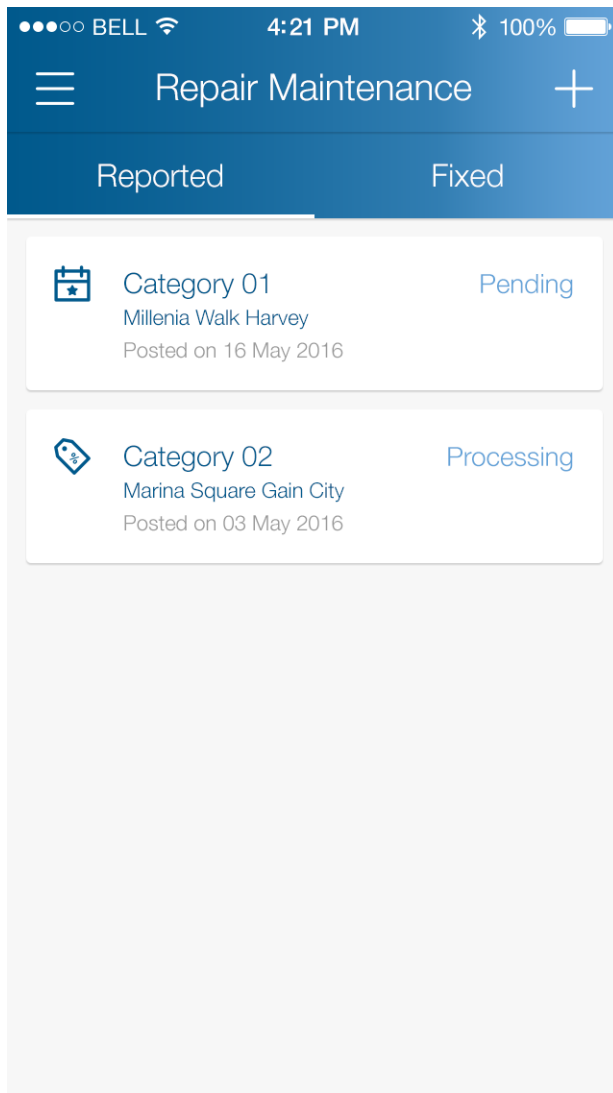 BELL 4:21 PM 100%
Repair Maintenance
Reported Fixed
Category 01 Pending
Millenia Walk Harvey
Posted on 16 May 2016
% Category 02 Processing
Marina Square Gain City
Posted on 03 May 2016